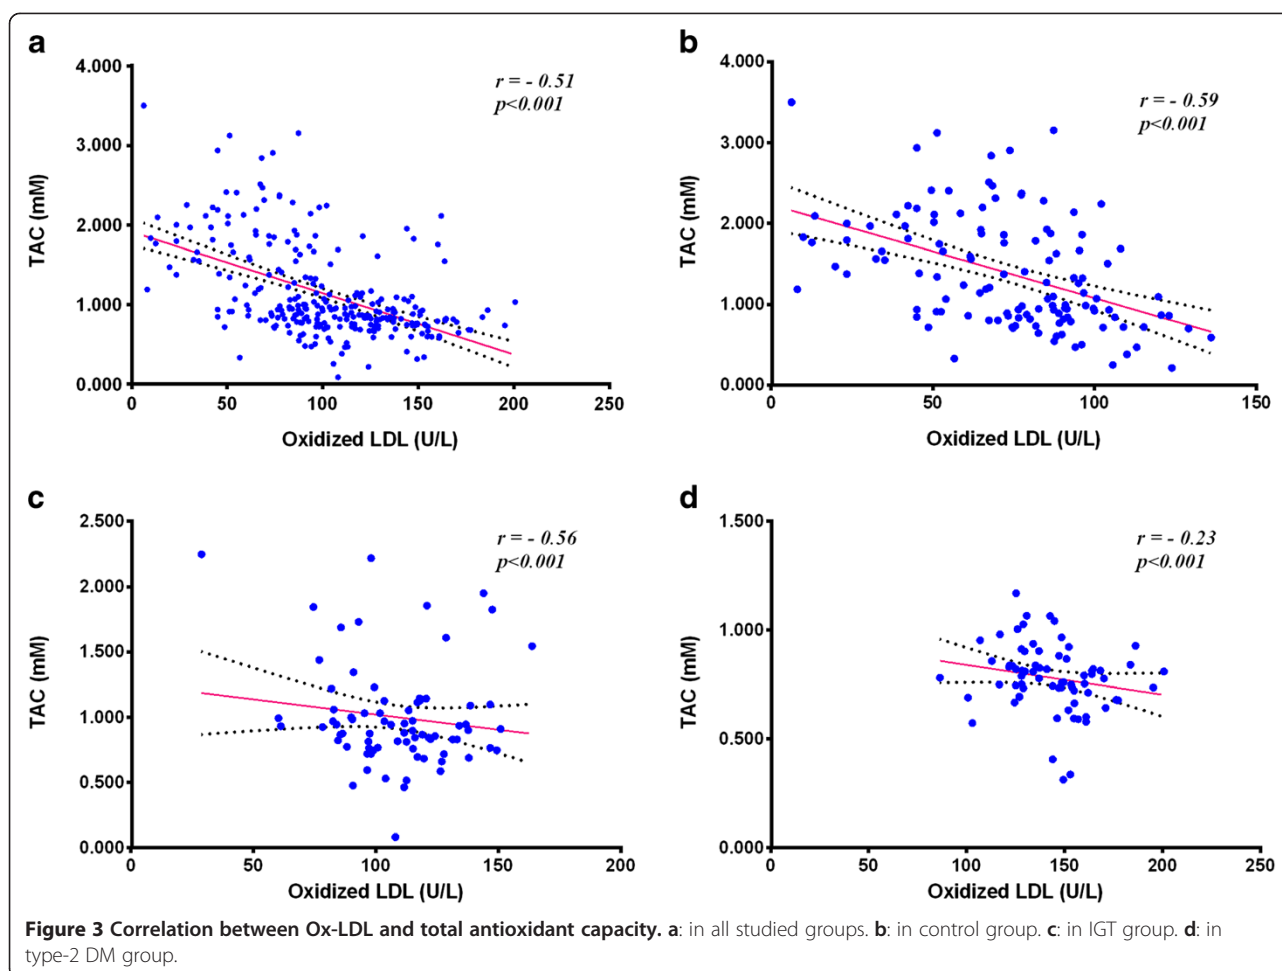 a
4.000
3.000
2.000
1.000
0.000
TAC (mM)
r = - 0.51
p<0.001
0 50 100 150 200 250
Oxidized LDL (U/L)
b
4.000
3.000
2.000
1.000
0.000
TAC (mM)
r = - 0.59
p<0.001
0 50 100 150
Oxidized LDL (U/L)
c
2.500
2.000
1.500
1.000
0.500
0.000
TAC (mM)
r = - 0.56
p<0.001
0 50 100 150 200
Oxidized LDL (U/L)
d
1.500
1.000
0.500
0.000
TAC (mM)
r = - 0.23
p<0.001
0 50 100 150 200 250
Oxidized LDL (U/L)
Figure 3 Correlation between Ox-LDL and total antioxidant capacity. a: in all studied groups. b: in control group. c: in IGT group. d: in
type-2 DM group.